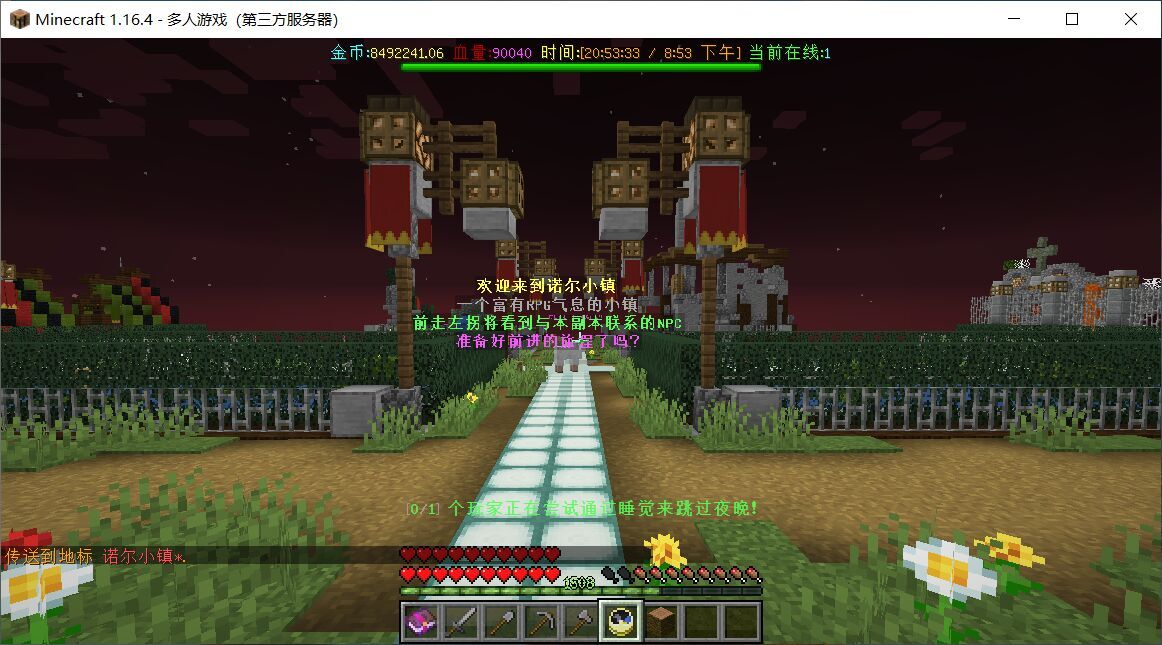 Minecraft 1.16.4 - 多人游戏（第三方服务器）
金币:8492241.06 血量:90040 时间:[20:53:33 / 8:53 下午] 当前在线:1
欢迎来到诺尔小镇
一个富有RPG气息的小镇
前走左拐将看到与本副本联系的NPC
准备好前进的旅程了吗?
[0/1] 个玩家正在尝试通过睡觉来跳过夜晚!
传送到地标 诺尔小镇*.
1508